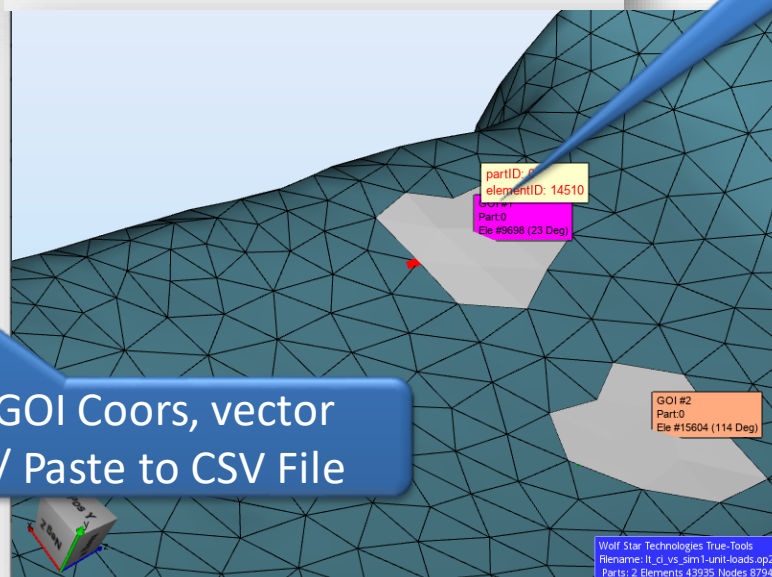 partID:
elementID: 14510
GOI #1
Part:0
Ele #9698 (23 Deg)
GOI #2
Part:0
Ele #15604 (114 Deg)
GOI Coors, vector
/ Paste to CSV File
Pos Y
Neg Z
y
Wolf Star Technologies True-Tools
Filename: lt_ci_vs_sim1-unit-loads.op2
Parts: 2 Elements 43935 Nodes 8794